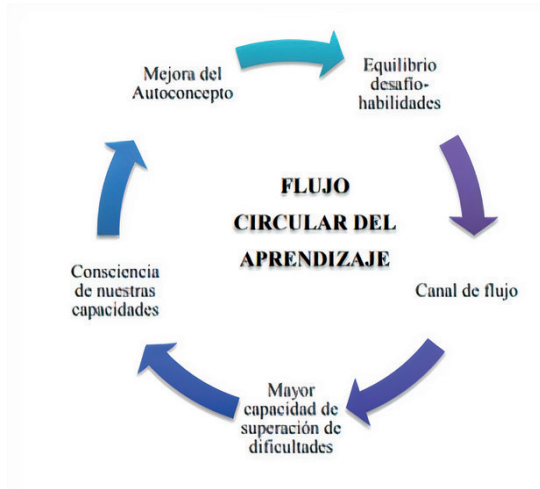 Mejora del
Autoconcepto
Equilibrio
desafío-
habilidades
FLUJO
CIRCULAR DEL
APRENDIZAJE
Canal de flujo
Mayor
capacidad de
superación de
dificultades
Consciencia
de nuestras
capacidades